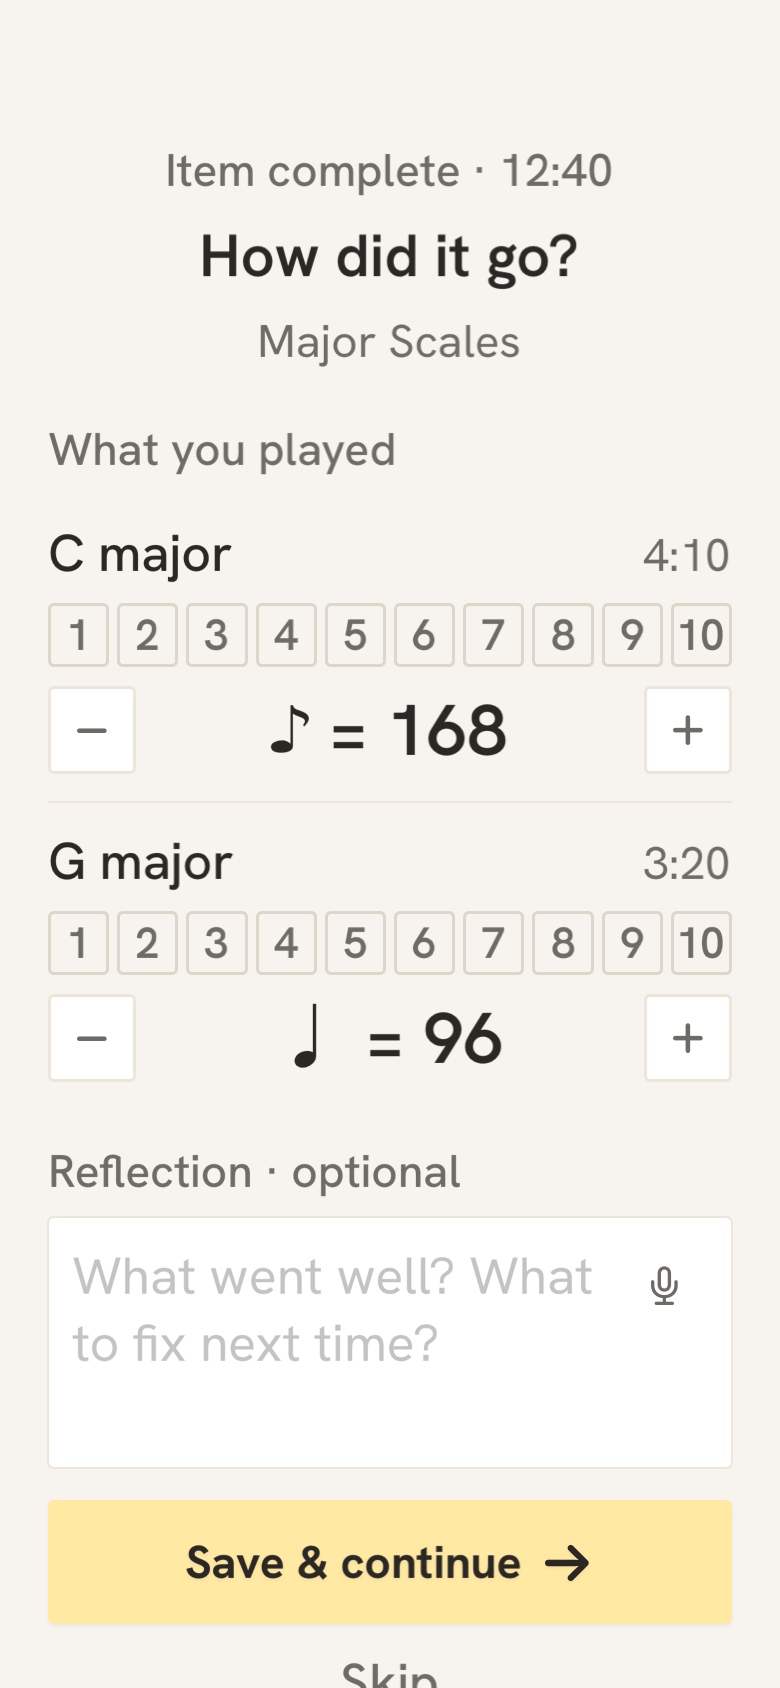 Item complete · 12:40
How did it go?
Major Scales
What you played
C major 4:10
1 2 3 4 5 6 7 8 9 10
− ♪ = 168 +
G major 3:20
1 2 3 4 5 6 7 8 9 10
− ♩ = 96 +
Reflection · optional
What went well? What
to fix next time?
Save & continue →
Skip